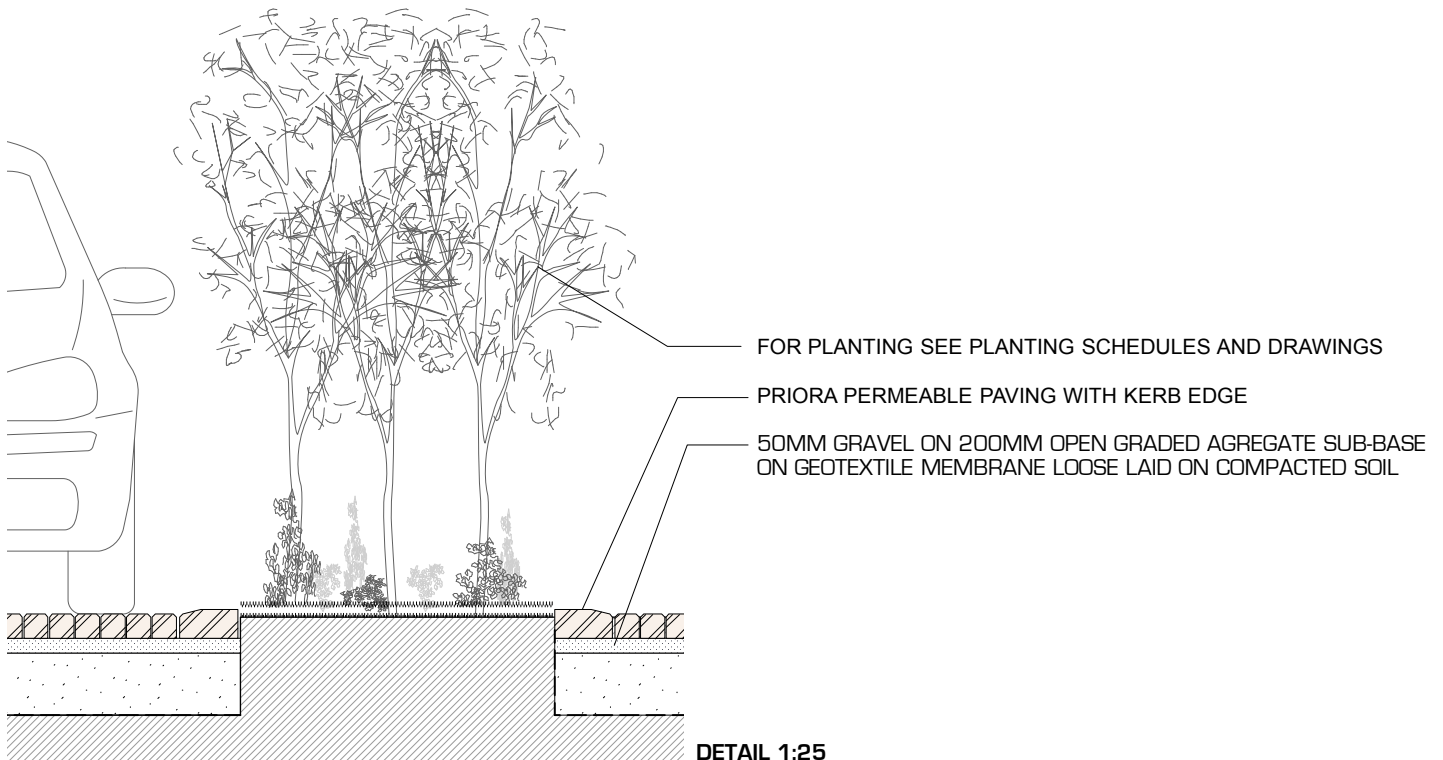 FOR PLANTING SEE PLANTING SCHEDULES AND DRAWINGS
PRIORA PERMEABLE PAVING WITH KERB EDGE
50MM GRAVEL ON 200MM OPEN GRADED AGREGATE SUB-BASE
ON GEOTEXTILE MEMBRANE LOOSE LAID ON COMPACTED SOIL
DETAIL 1:25